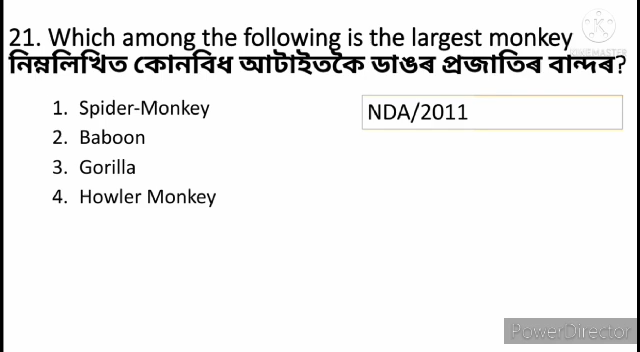 21. Which among the following is the largest monkey
নিম্নলিখিত কোনবিধ আটাইতকৈ ডাঙৰ প্ৰজাতিৰ বান্দৰ?
1. Spider-Monkey
NDA/2011
2. Baboon
3. Gorilla
4. Howler Monkey
PowerDirector